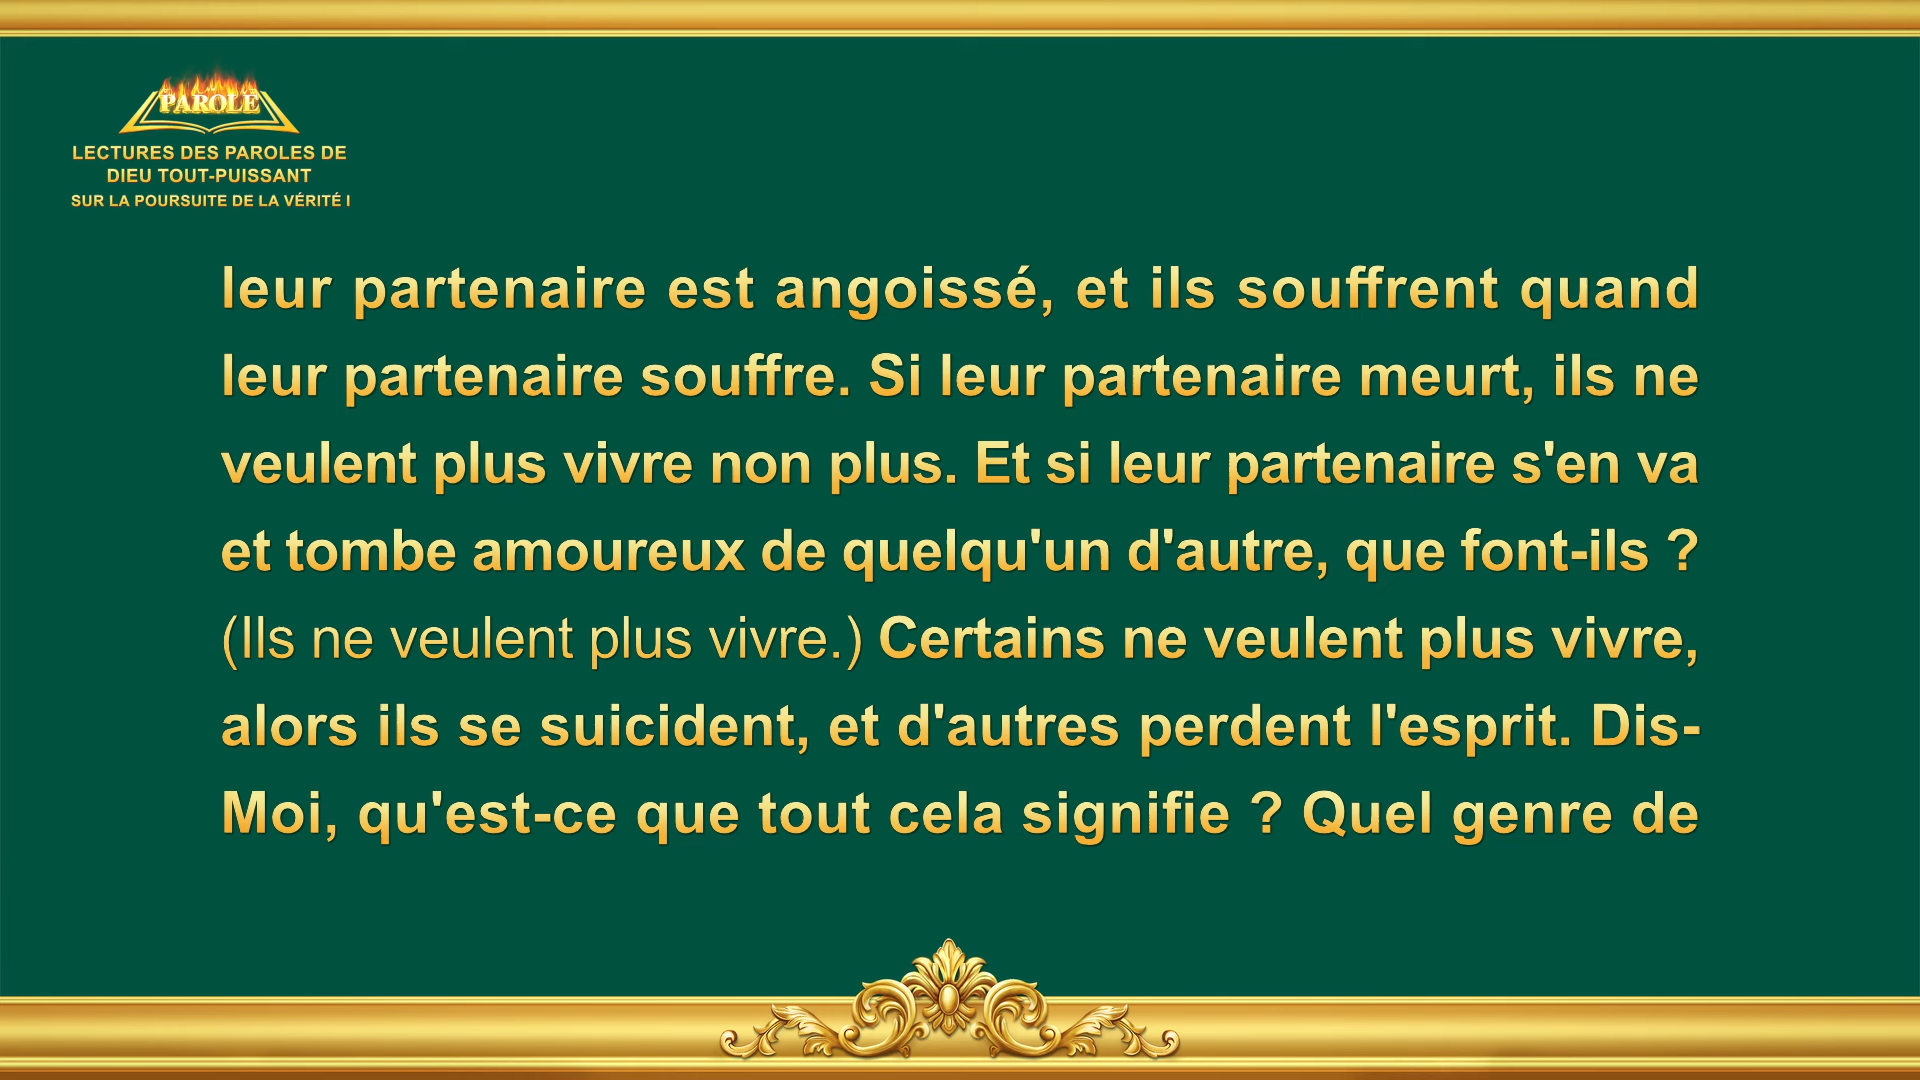 PAROLE
LECTURES DES PAROLES DE
DIEU TOUT-PUISSANT
SUR LA POURSUITE DE LA VÉRITÉ I
leur partenaire est angoissé, et ils souffrent quand
leur partenaire souffre. Si leur partenaire meurt, ils ne
veulent plus vivre non plus. Et si leur partenaire s'en va
et tombe amoureux de quelqu'un d'autre, que font-ils ?
(Ils ne veulent plus vivre.) Certains ne veulent plus vivre,
alors ils se suicident, et d'autres perdent l'esprit. Dis-
Moi, qu'est-ce que tout cela signifie ? Quel genre de